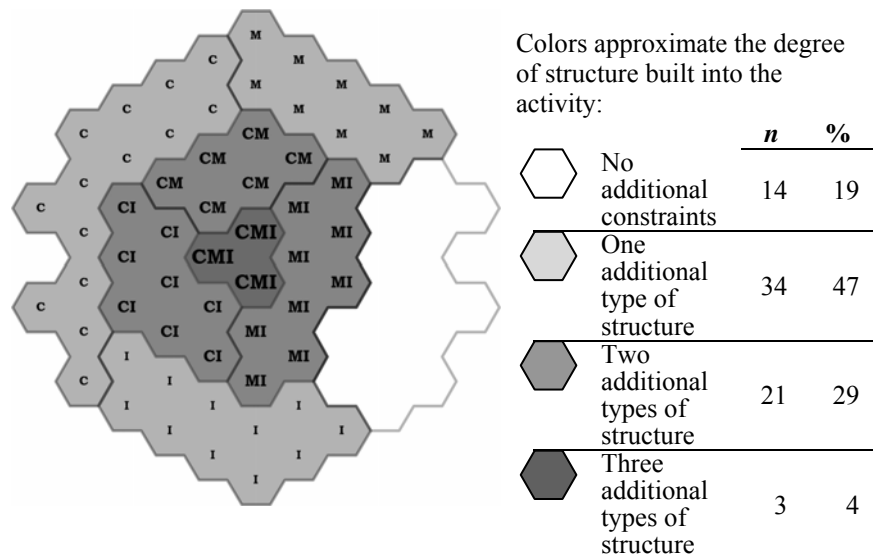 M
C M
C M M
C C M M
C C CM M M
C CM CM M
C CM CM MI
C CI CM MI
C CI CMI MI
CI CMI MI
C CI CMI MI
C CI CI MI
C CI MI
I CI MI
C I MI
I I I
I I I
I I
I
Colors approximate the degree
of structure built into the
activity:
n %
No
additional
constraints 14 19
One
additional
type of
structure 34 47
Two
additional
types of
structure 21 29
Three
additional
types of
structure 3 4